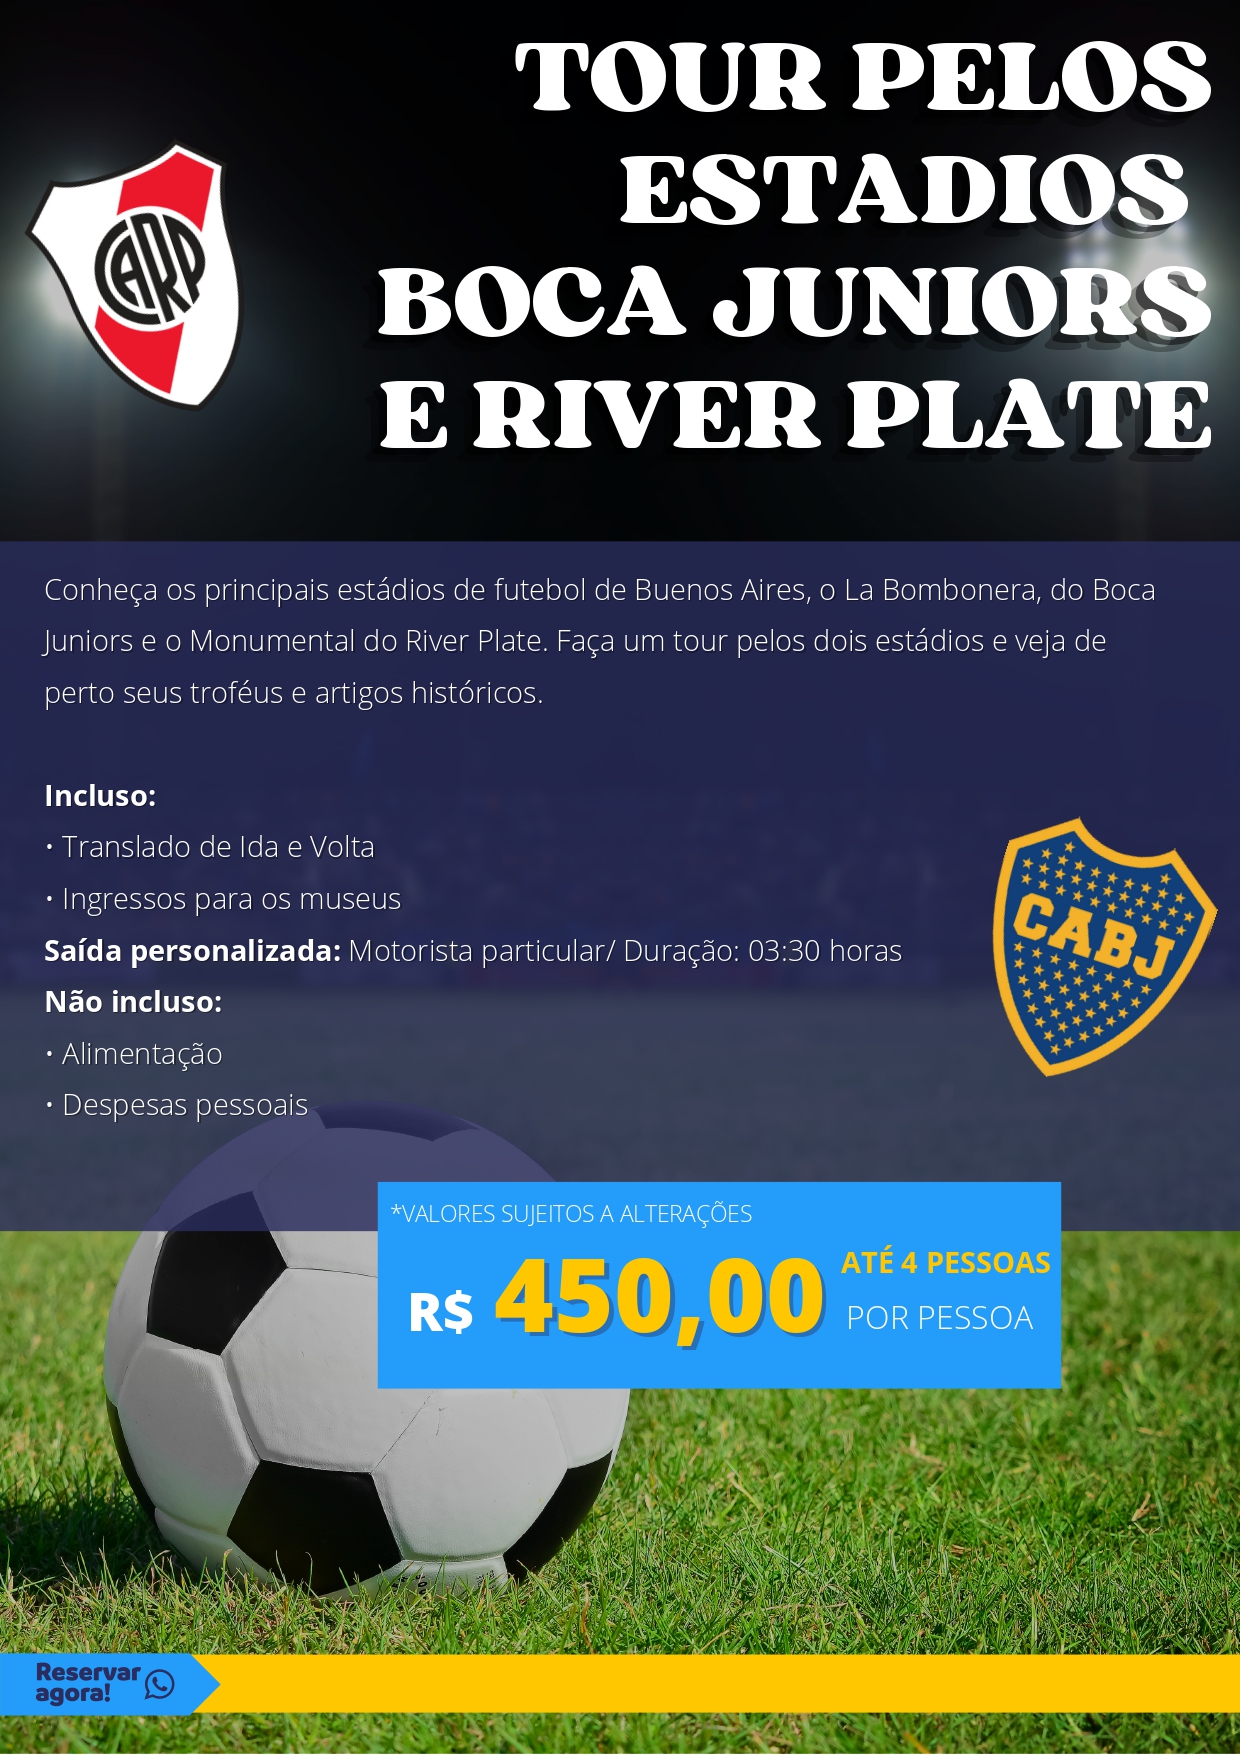 TOUR PELOS
ESTADIOS
BOCA JUNIORS
E RIVER PLATE
CARP
Conheça os principais estádios de futebol de Buenos Aires, o La Bombonera, do Boca
Juniors e o Monumental do River Plate. Faça um tour pelos dois estádios e veja de
perto seus troféus e artigos históricos.
Incluso:
• Translado de Ida e Volta
• Ingressos para os museus
Saída personalizada: Motorista particular/ Duração: 03:30 horas
Não incluso:
• Alimentação
• Despesas pessoais
CABJ
*VALORES SUJEITOS A ALTERAÇÕES
R$ 450,00
ATÉ 4 PESSOAS
POR PESSOA
Reservar
agora!